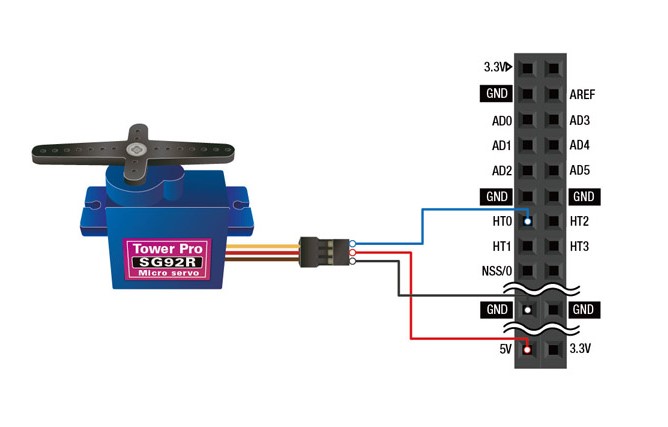 Tower Pro
SG92R
Micro servo
3.3V
GND AREF
AD0 AD3
AD1 AD4
AD2 AD5
GND GND
HT0 HT2
HT1 HT3
NSS/0
GND GND
5V 3.3V